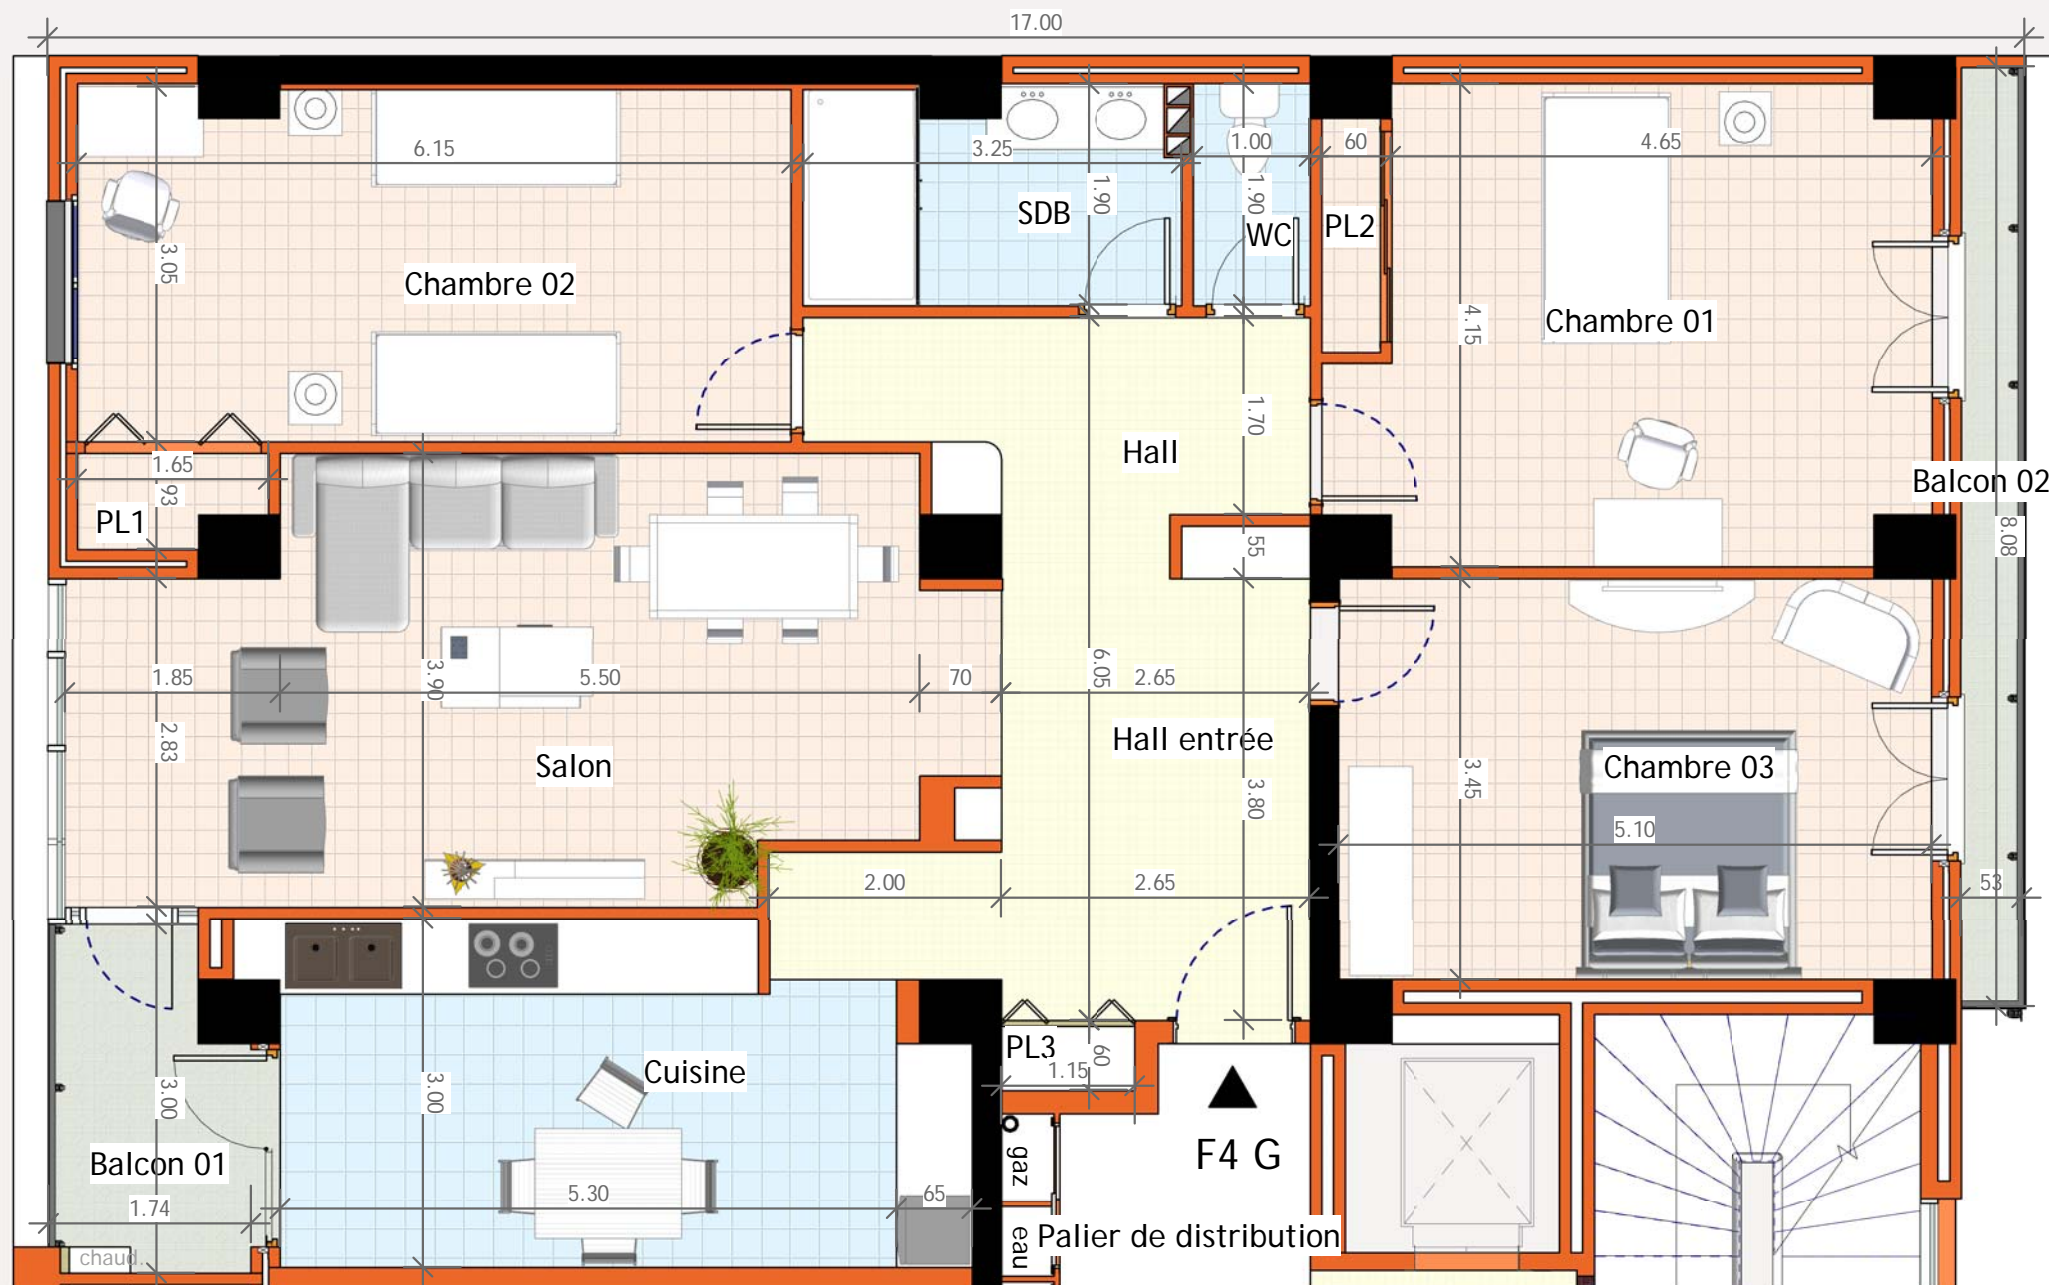 17.00
6.15
3.25
1.00
60
4.65
1.90
1.90
SDB
WC
PL2
3.05
Chambre 02
Chambre 01
4.15
1.70
Hall
1.65
93
PL1
Balcon 02
8.08
55
1.85
3.90
5.50
70
6.05
2.65
2.83
Salon
Hall entrée
3.80
Chambre 03
3.45
5.10
2.00
2.65
53
PL3
60
1.15
Cuisine
3.00
3.00
Balcon 01
1.74
5.30
65
chaud.
gaz
eau
F4 G
Palier de distribution